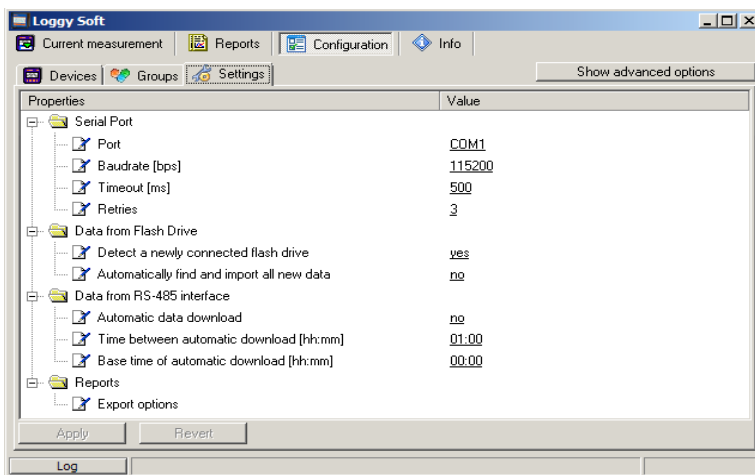 Loggy Soft
Current measurement Reports Configuration Info
Devices Groups Settings Show advanced options
Properties Value
Serial Port
Port COM1
Baudrate [bps] 115200
Timeout [ms] 500
Retries 3
Data from Flash Drive
Detect a newly connected flash drive yes
Automatically find and import all new data no
Data from RS-485 interface
Automatic data download no
Time between automatic download [hh:mm] 01:00
Base time of automatic download [hh:mm] 00:00
Reports
Export options
Apply Revert
Log